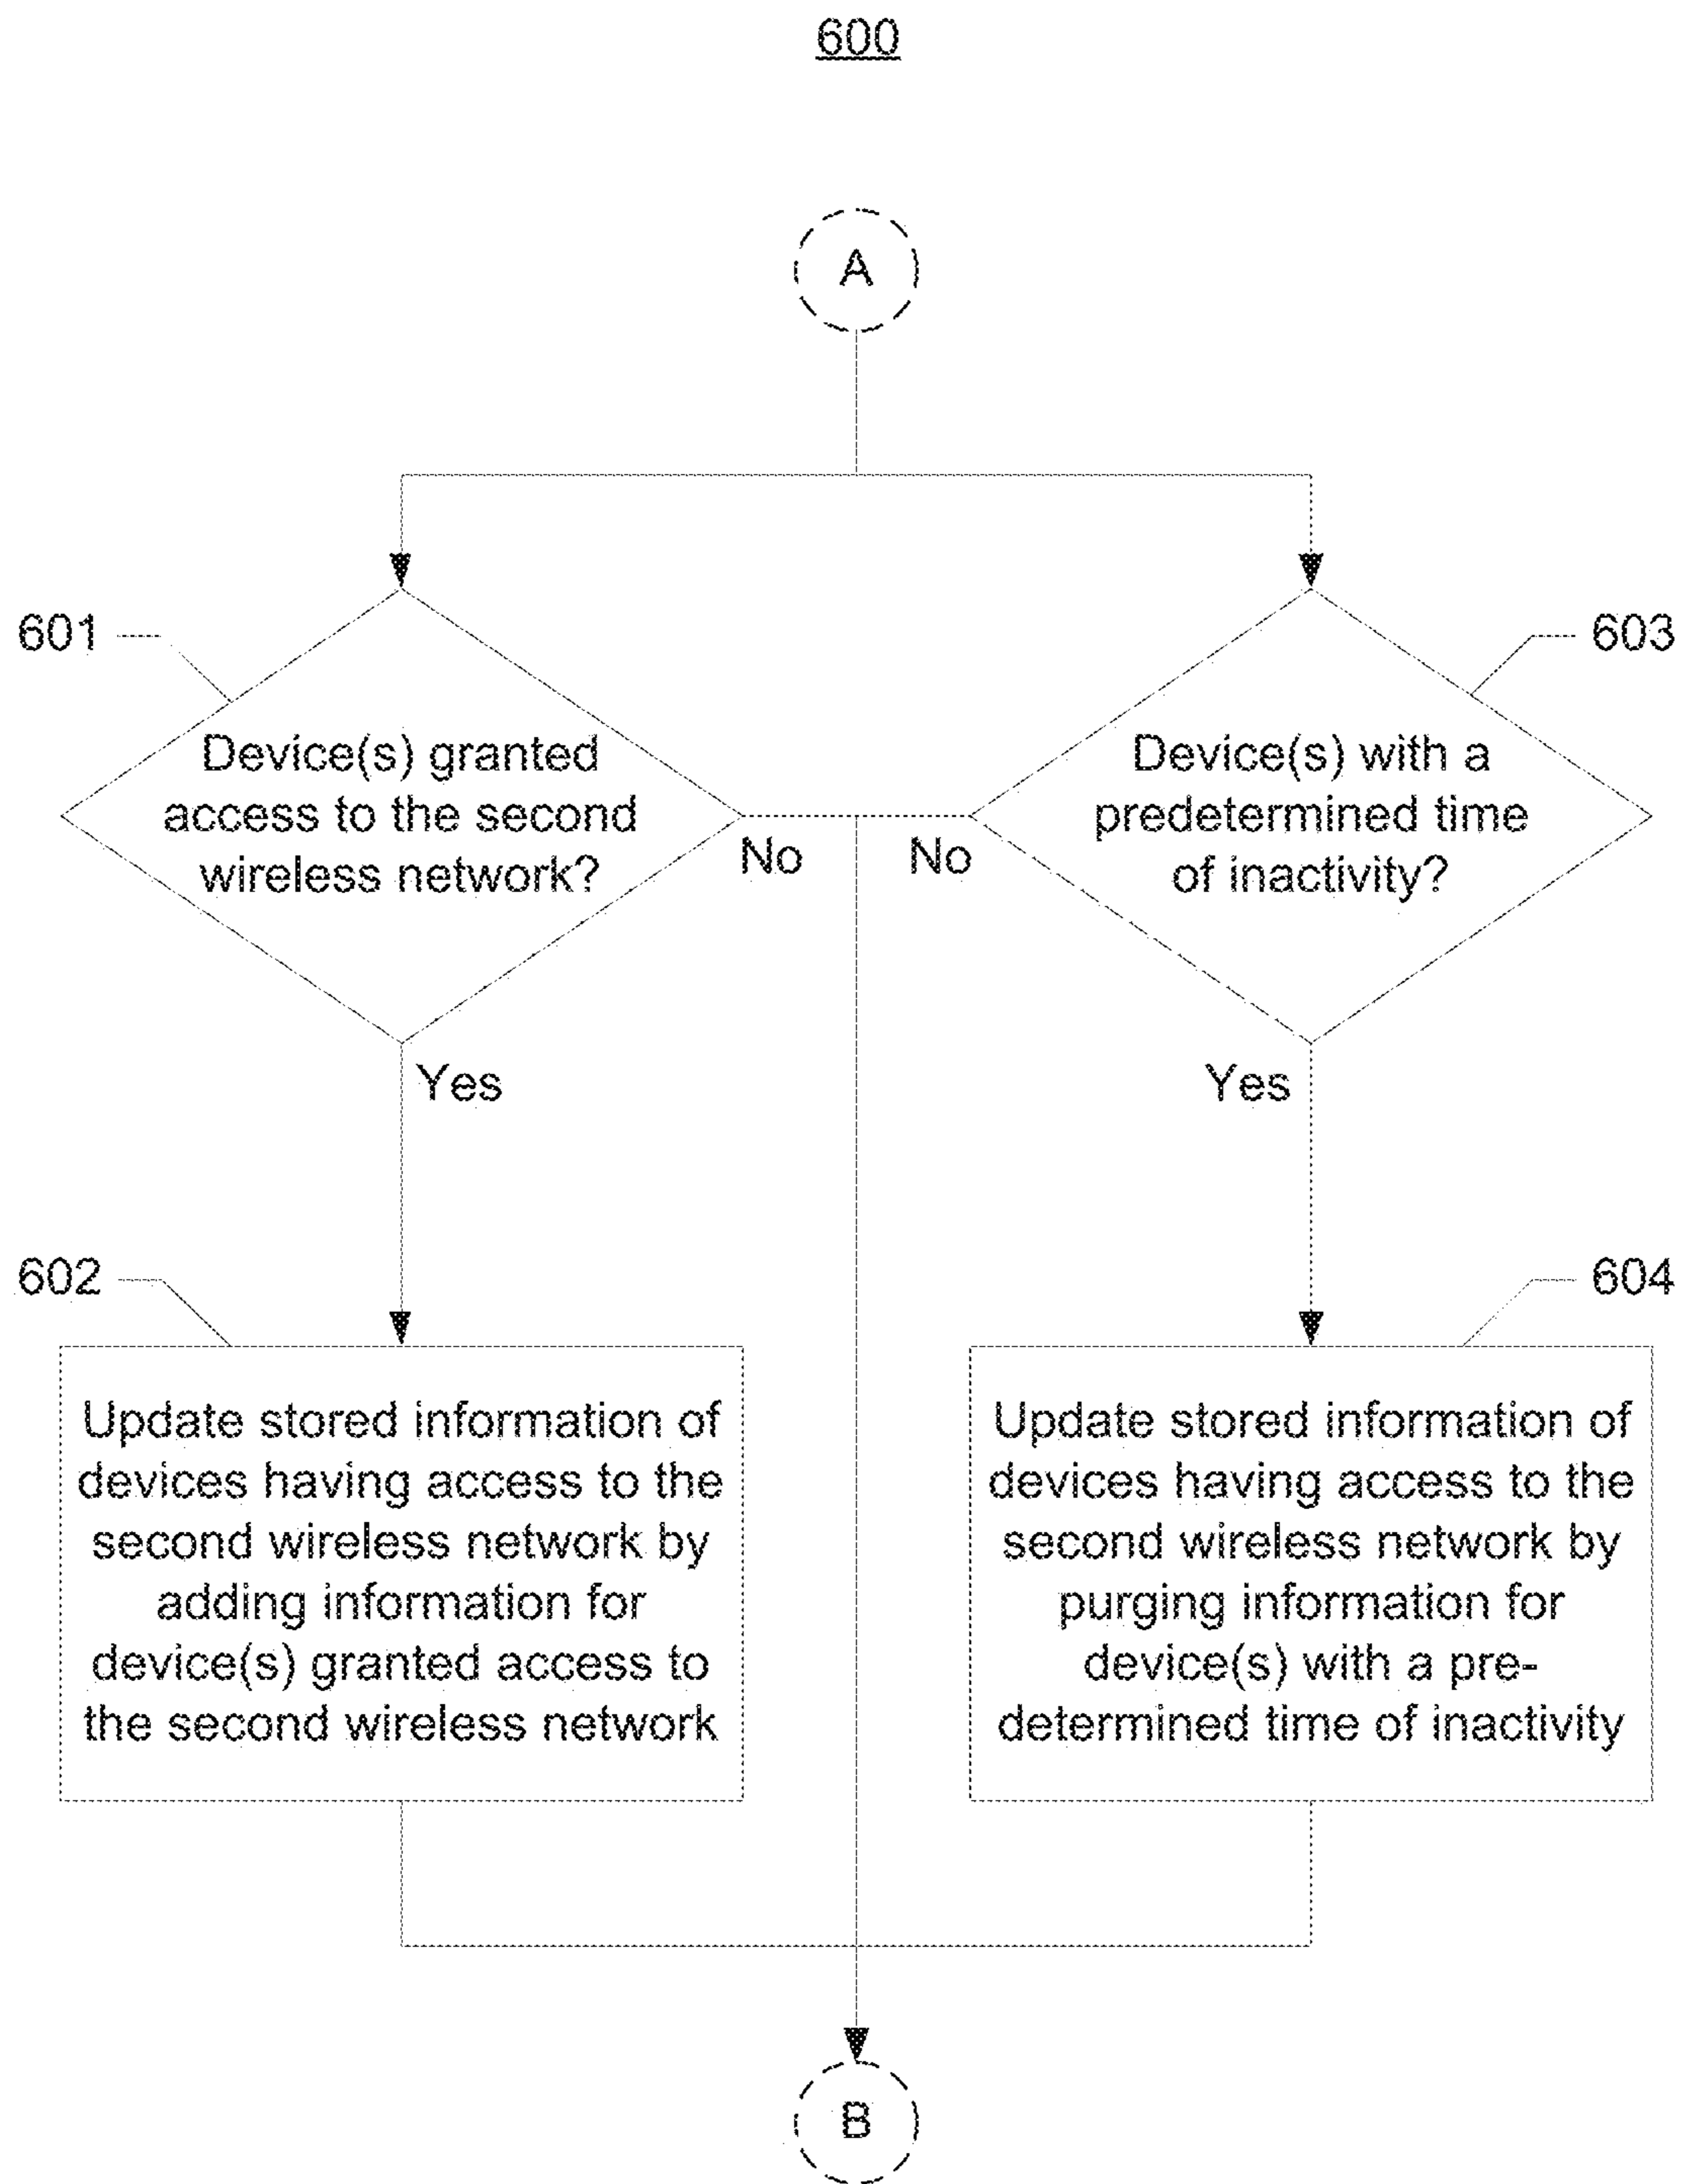 600
A
601
Device(s) granted
access to the second
wireless network?
No
Yes
603
Device(s) with a
predetermined time
of inactivity?
No
Yes
602
Update stored information of
devices having access to the
second wireless network by
adding information for
device(s) granted access to
the second wireless network
604
Update stored information of
devices having access to the
second wireless network by
purging information for
device(s) with a pre-
determined time of inactivity
B